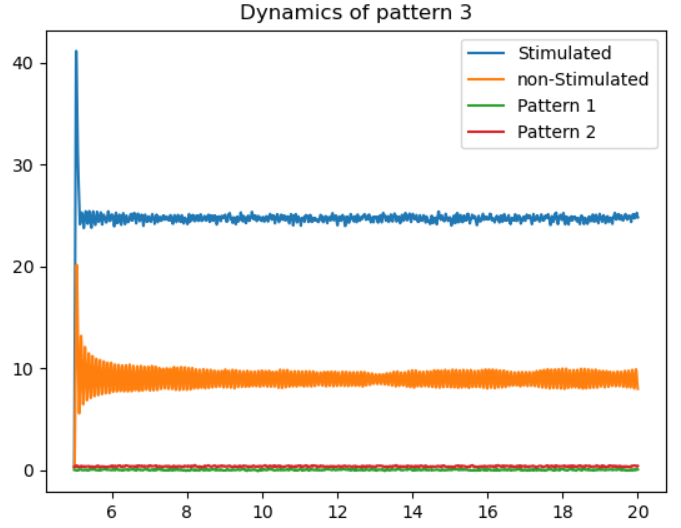 Dynamics of pattern 3
Stimulated
non-Stimulated
Pattern 1
Pattern 2
40
30
20
10
0
6 8 10 12 14 16 18 20